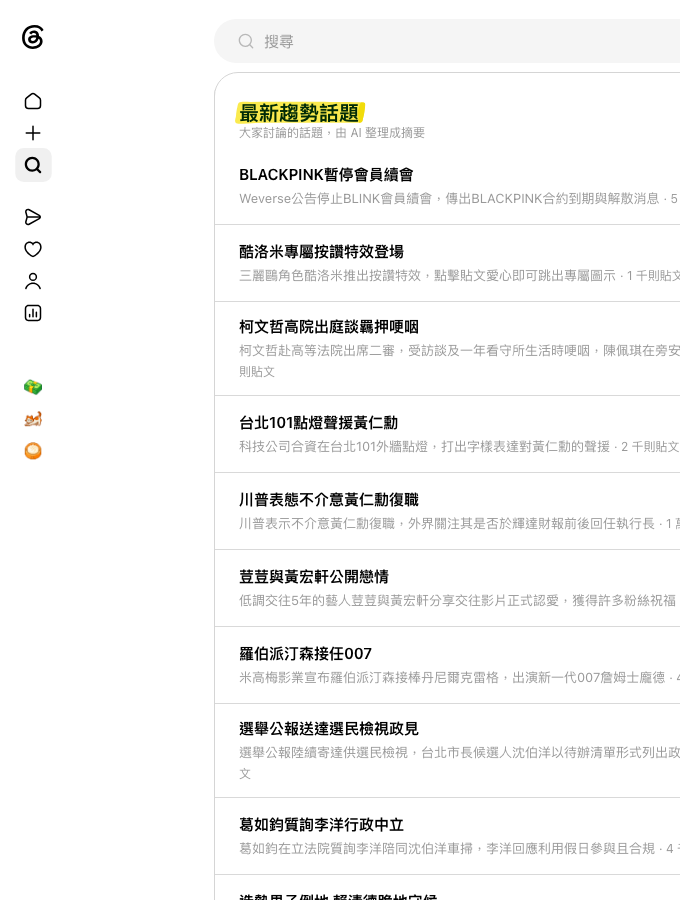 搜尋
最新趨勢話題
大家討論的話題，由 AI 整理成摘要
BLACKPINK暫停會員續會
Weverse公告停止BLINK會員續會，傳出BLACKPINK合約到期與解散消息 · 5
酷洛米專屬按讚特效登場
三麗鷗角色酷洛米推出按讚特效，點擊貼文愛心即可跳出專屬圖示 · 1 千則貼文
柯文哲高院出庭談羈押哽咽
柯文哲赴高等法院出席二審，受訪談及一年看守所生活時哽咽，陳佩琪在旁安
則貼文
台北101點燈聲援黃仁勳
科技公司合資在台北101外牆點燈，打出字樣表達對黃仁勳的聲援 · 2 千則貼文
川普表態不介意黃仁勳復職
川普表示不介意黃仁勳復職，外界關注其是否於輝達財報前後回任執行長 · 1 萬
荳荳與黃宏軒公開戀情
低調交往5年的藝人荳荳與黃宏軒分享交往影片正式認愛，獲得許多粉絲祝福
羅伯派汀森接任007
米高梅影業宣布羅伯派汀森接棒丹尼爾克雷格，出演新一代007詹姆士龐德 · 4
選舉公報送達選民檢視政見
選舉公報陸續寄達供選民檢視，台北市長候選人沈伯洋以待辦清單形式列出政
文
葛如鈞質詢李洋行政中立
葛如鈞在立法院質詢李洋陪同沈伯洋車掃，李洋回應利用假日參與且合規 · 4